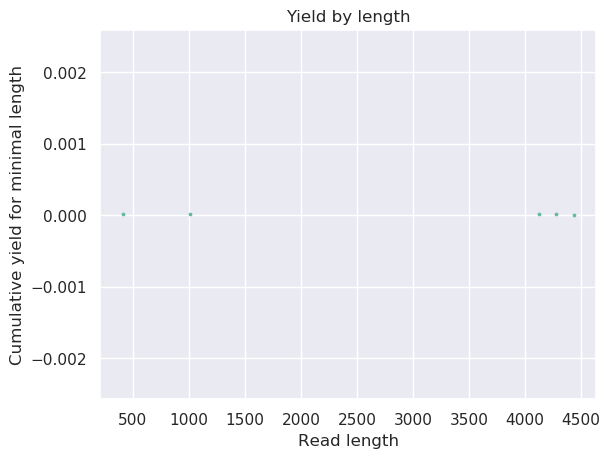 Yield by length
Cumulative yield for minimal length
0.002
0.001
0.000
−0.001
−0.002
500 1000 1500 2000 2500 3000 3500 4000 4500
Read length